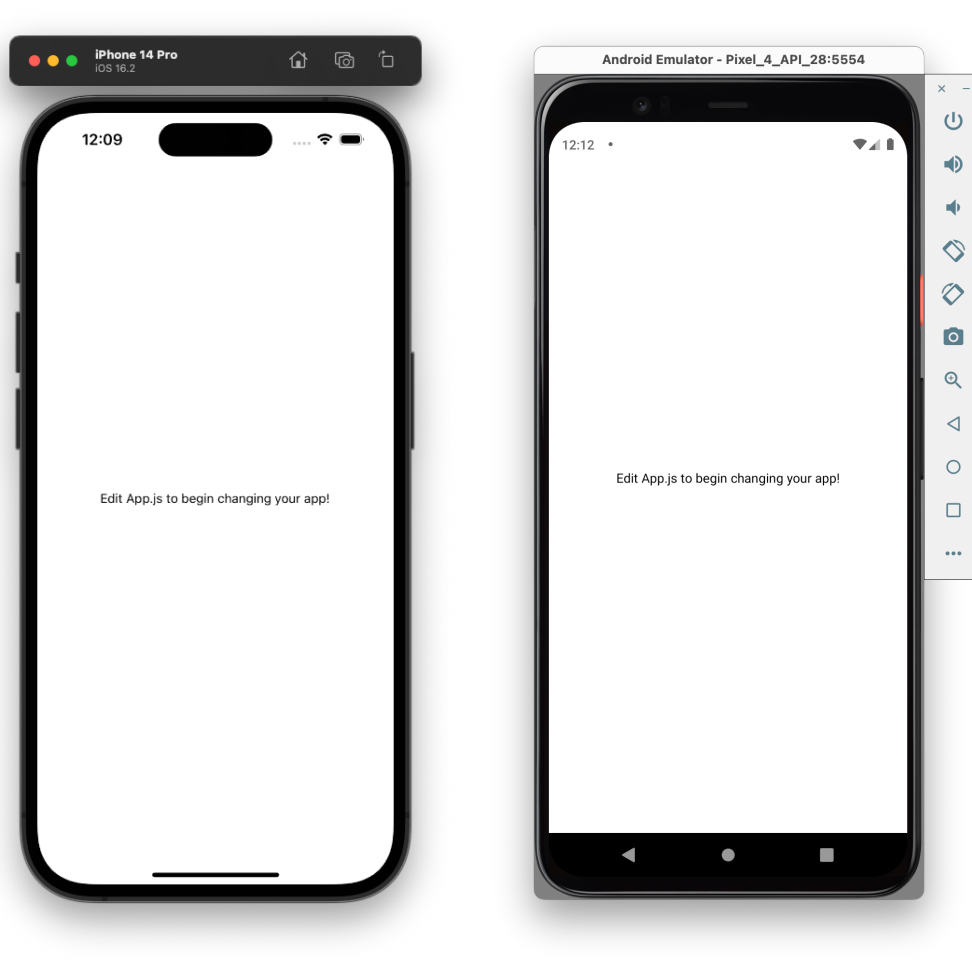 iPhone 14 Pro
iOS 16.2
12:09
Edit App.js to begin changing your app!
Android Emulator - Pixel_4_API_28:5554
12:12
Edit App.js to begin changing your app!